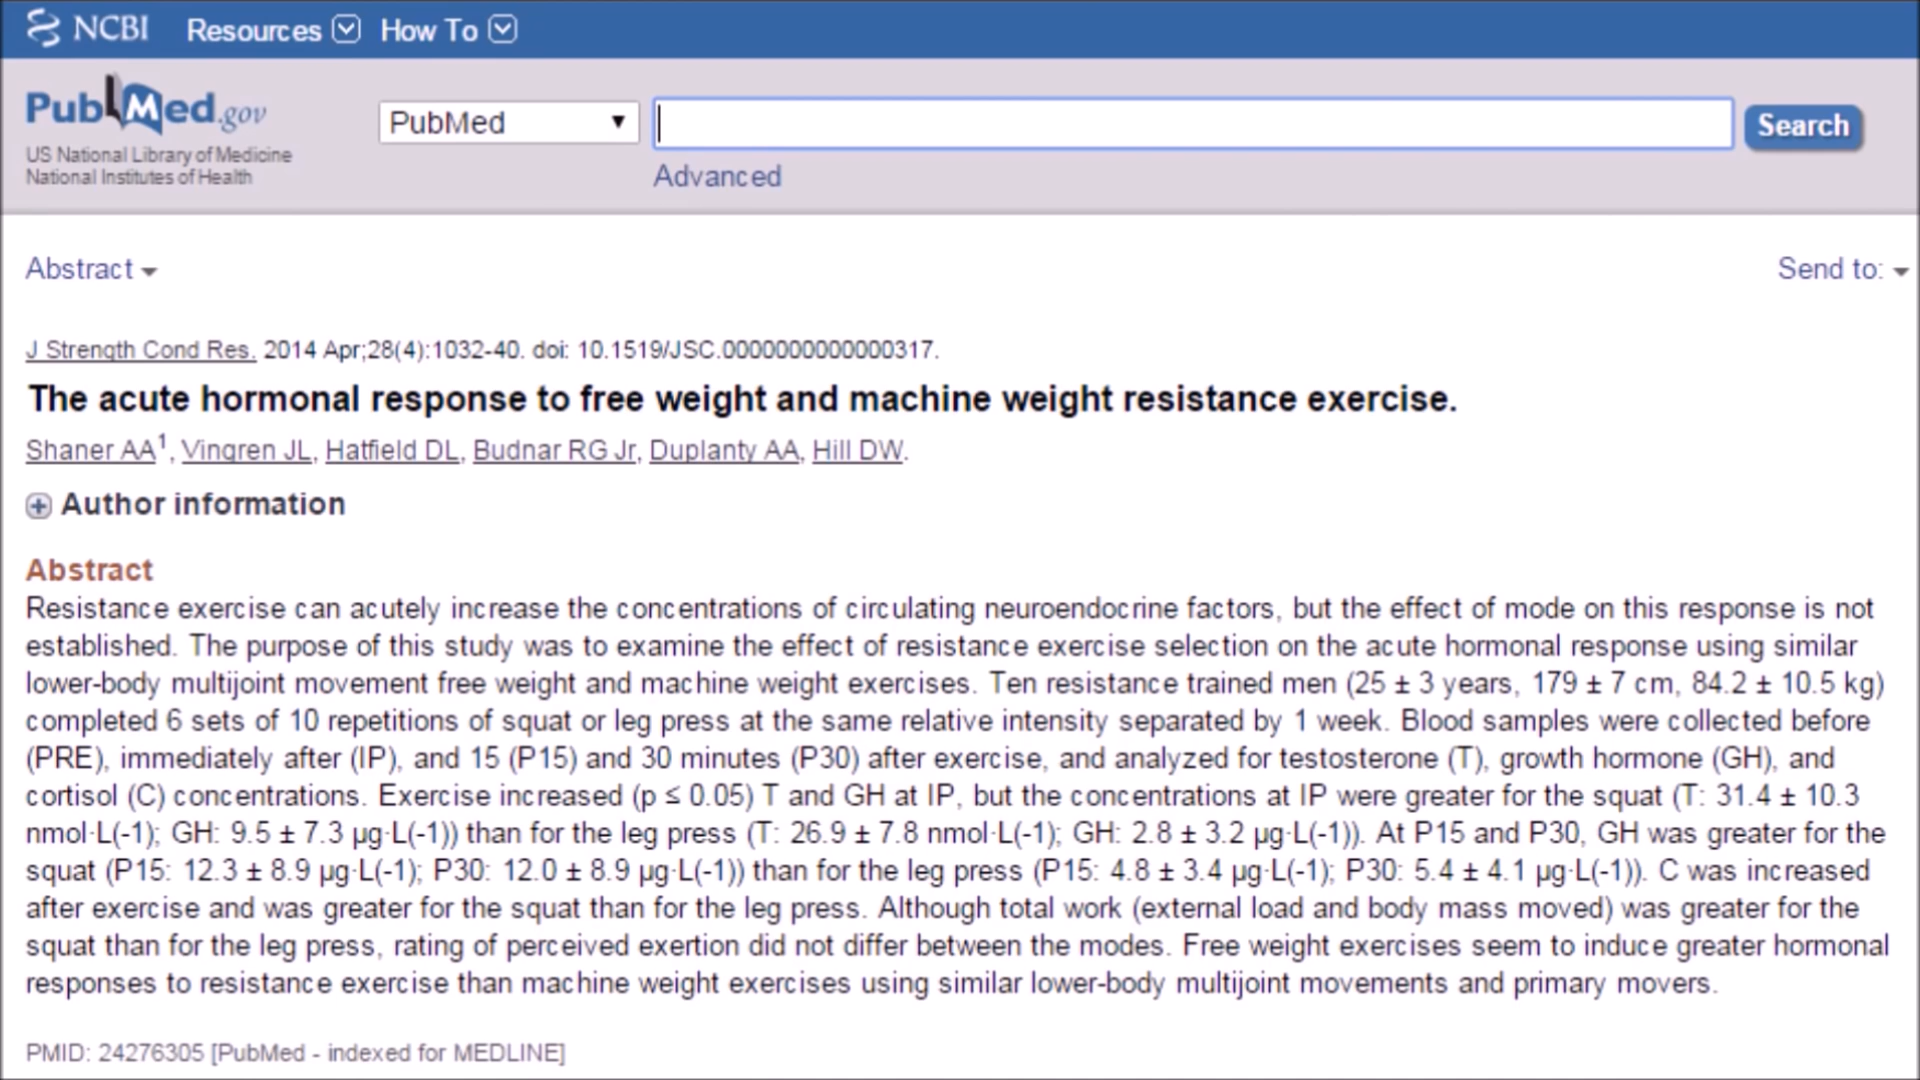 NCBI Resources How To
PubMed.gov
US National Library of Medicine
National Institutes of Health
PubMed
Search
Advanced
Abstract
Send to:
J Strength Cond Res. 2014 Apr;28(4):1032-40. doi: 10.1519/JSC.0000000000000317.
The acute hormonal response to free weight and machine weight resistance exercise.
Shaner AA1, Vingren JL, Hatfield DL, Budnar RG Jr, Duplanty AA, Hill DW.
Author information
Abstract
Resistance exercise can acutely increase the concentrations of circulating neuroendocrine factors, but the effect of mode on this response is not
established. The purpose of this study was to examine the effect of resistance exercise selection on the acute hormonal response using similar
lower-body multijoint movement free weight and machine weight exercises. Ten resistance trained men (25 ± 3 years, 179 ± 7 cm, 84.2 ± 10.5 kg)
completed 6 sets of 10 repetitions of squat or leg press at the same relative intensity separated by 1 week. Blood samples were collected before
(PRE), immediately after (IP), and 15 (P15) and 30 minutes (P30) after exercise, and analyzed for testosterone (T), growth hormone (GH), and
cortisol (C) concentrations. Exercise increased (p ≤ 0.05) T and GH at IP, but the concentrations at IP were greater for the squat (T: 31.4 ± 10.3
nmol·L(-1); GH: 9.5 ± 7.3 µg·L(-1)) than for the leg press (T: 26.9 ± 7.8 nmol·L(-1); GH: 2.8 ± 3.2 µg·L(-1)). At P15 and P30, GH was greater for the
squat (P15: 12.3 ± 8.9 µg·L(-1); P30: 12.0 ± 8.9 µg·L(-1)) than for the leg press (P15: 4.8 ± 3.4 µg·L(-1); P30: 5.4 ± 4.1 µg·L(-1)). C was increased
after exercise and was greater for the squat than for the leg press. Although total work (external load and body mass moved) was greater for the
squat than for the leg press, rating of perceived exertion did not differ between the modes. Free weight exercises seem to induce greater hormonal
responses to resistance exercise than machine weight exercises using similar lower-body multijoint movements and primary movers.
PMID: 24276305 [PubMed - indexed for MEDLINE]